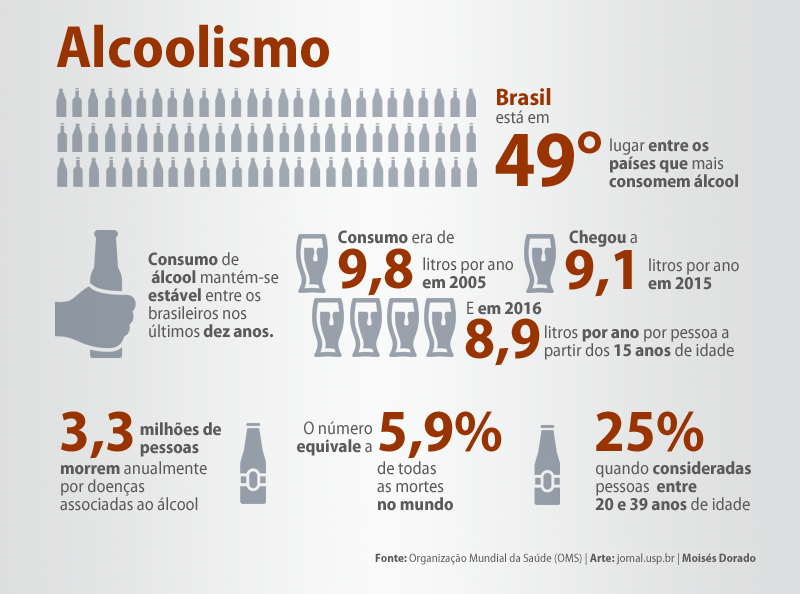 Alcoolismo
Brasil
está em
49º
lugar entre os
países que mais
consomem álcool
Consumo de
álcool mantém-se
estável entre os
brasileiros nos
últimos dez anos.
Consumo era de
9,8
litros por ano
em 2005
Chegou a
9,1
litros por ano
em 2015
E em 2016
8,9
litros por ano por pessoa a
partir dos 15 anos de idade
3,3 milhões de
pessoas
morrem anualmente
por doenças
associadas ao álcool
O número
equivale a
5,9%
de todas
as mortes
no mundo
25%
quando consideradas
pessoas entre
20 e 39 anos de idade
Fonte: Organização Mundial da Saúde (OMS) | Arte: jornal.usp.br | Moisés Dorado